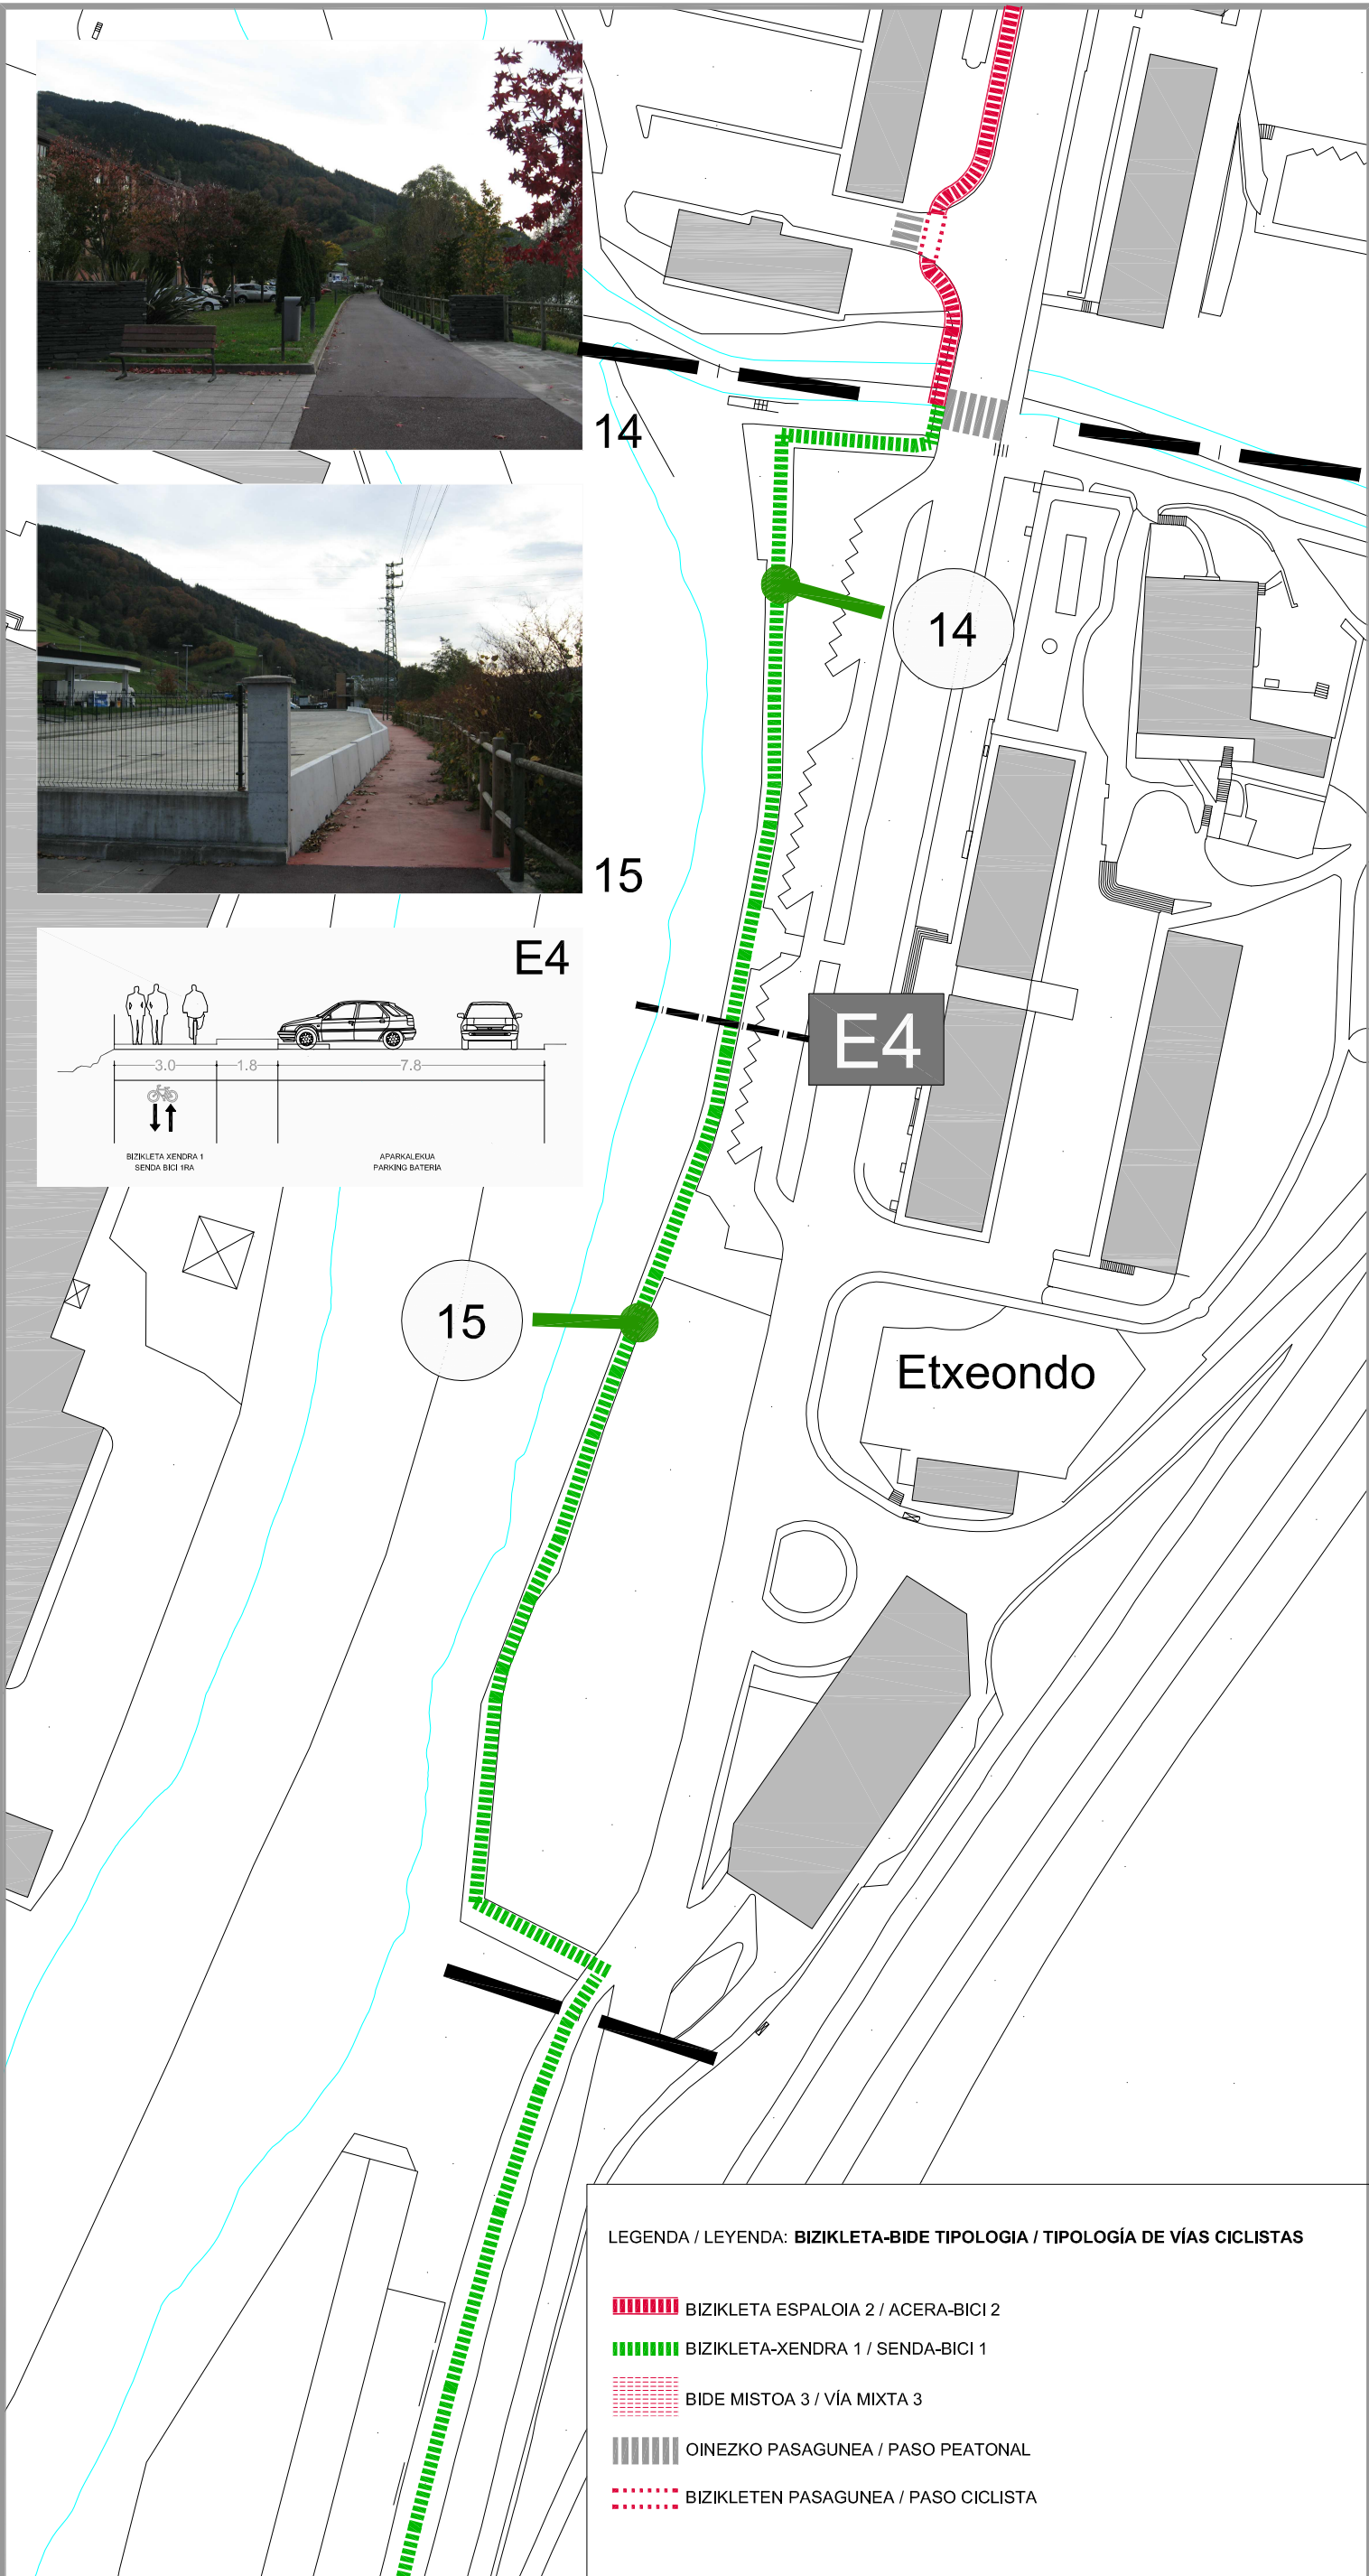 14
15
E4
3.0
1.8
7.8
BIZIKLETA XENDRA 1
SENDA BICI 1RA
APARKALEKUA
PARKING BATERIA
14
E4
15
Etxeondo
LEGENDA / LEYENDA: BIZIKLETA-BIDE TIPOLOGIA / TIPOLOGÍA DE VÍAS CICLISTAS
BIZIKLETA ESPALOIA 2 / ACERA-BICI 2
BIZIKLETA-XENDRA 1 / SENDA-BICI 1
BIDE MISTOA 3 / VÍA MIXTA 3
OINEZKO PASAGUNEA / PASO PEATONAL
BIZIKLETEN PASAGUNEA / PASO CICLISTA